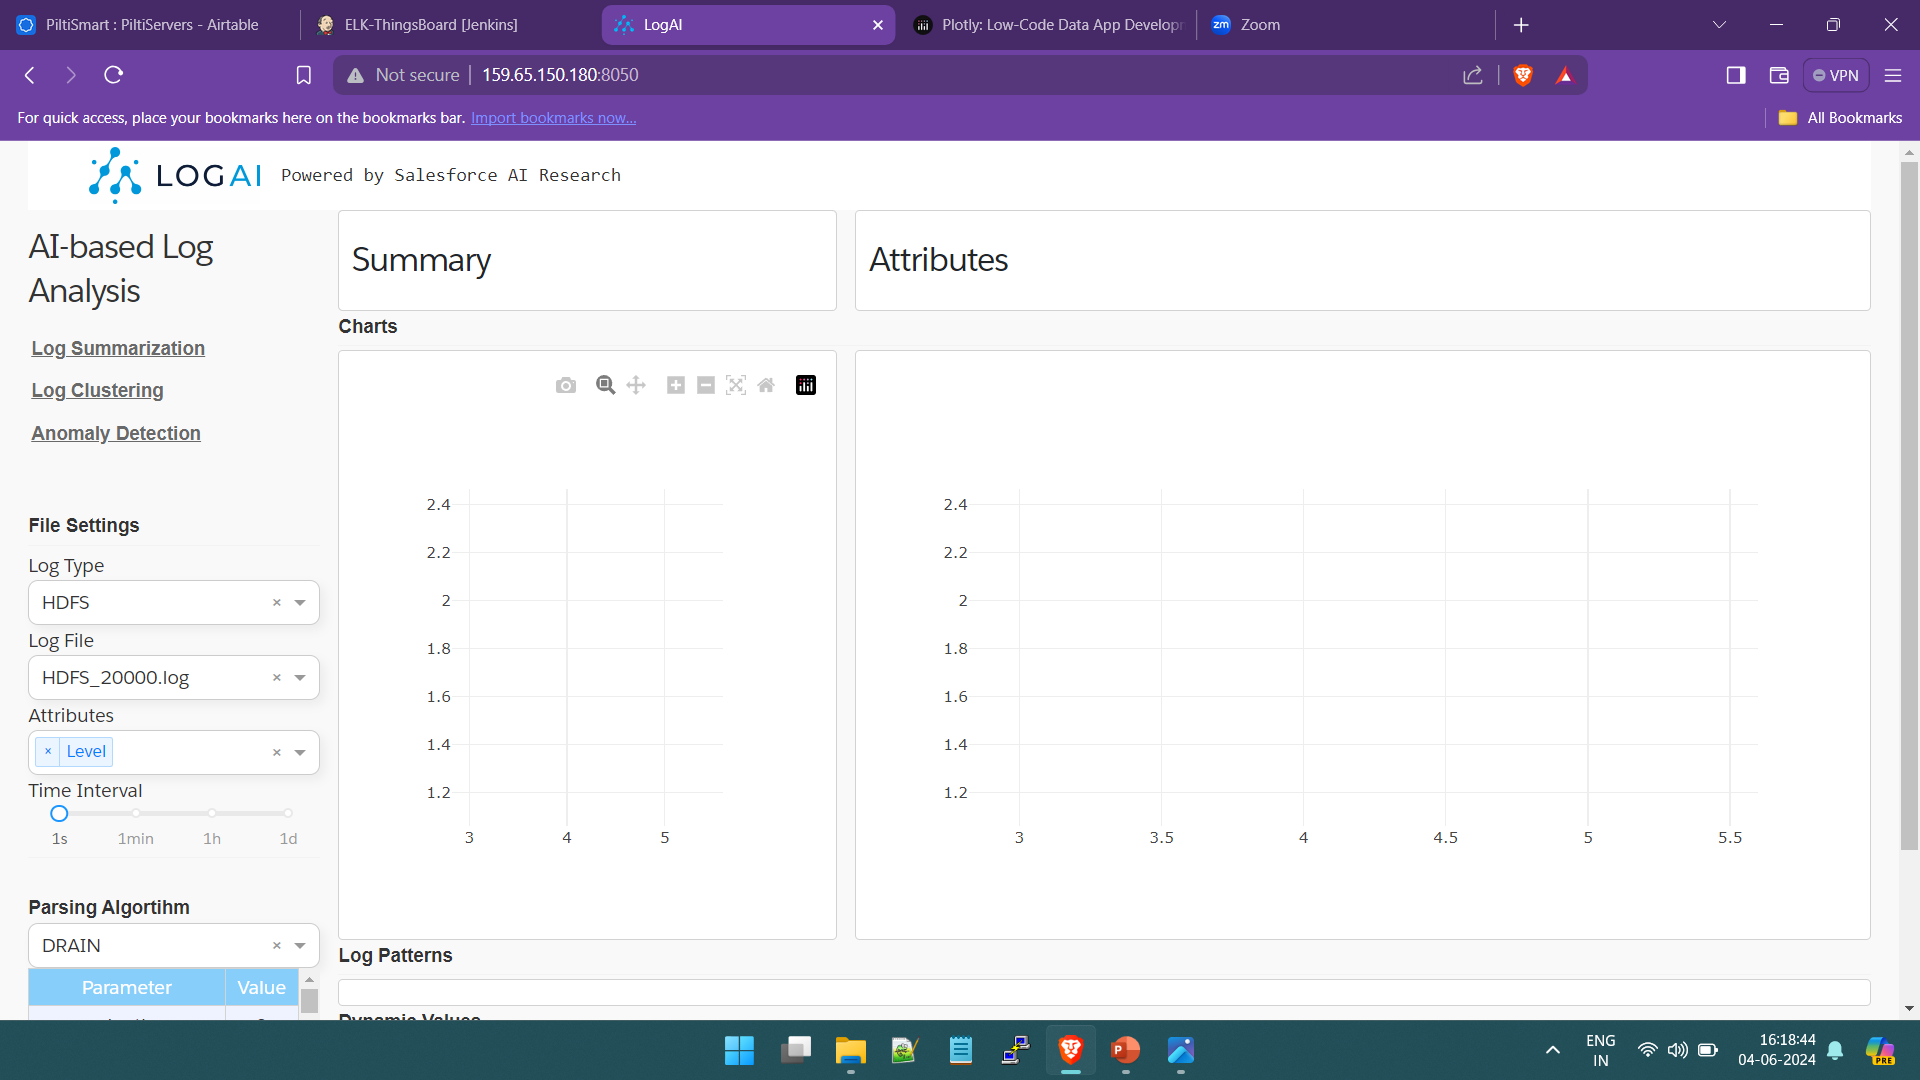 PiltiSmart : PiltiServers - Airtable
ELK-ThingsBoard [Jenkins]
LogAI
Plotly: Low-Code Data App Develop
zm Zoom
Not secure
159.65.150.180:8050
VPN
For quick access, place your bookmarks here on the bookmarks bar. Import bookmarks now...
All Bookmarks
LOGAI Powered by Salesforce AI Research
AI-based Log
Analysis
Log Summarization
Log Clustering
Anomaly Detection
File Settings
Log Type
HDFS
Log File
HDFS_20000.log
Attributes
× Level
Time Interval
1s 1min 1h 1d
Parsing Algortihm
DRAIN
Parameter Value
Summary
Attributes
Charts
2.4
2.2
2
1.8
1.6
1.4
1.2
3 4 5
2.4
2.2
2
1.8
1.6
1.4
1.2
3 3.5 4 4.5 5 5.5
Log Patterns
Dynamic Values
ENG
IN
16:18:44
04-06-2024
PRE